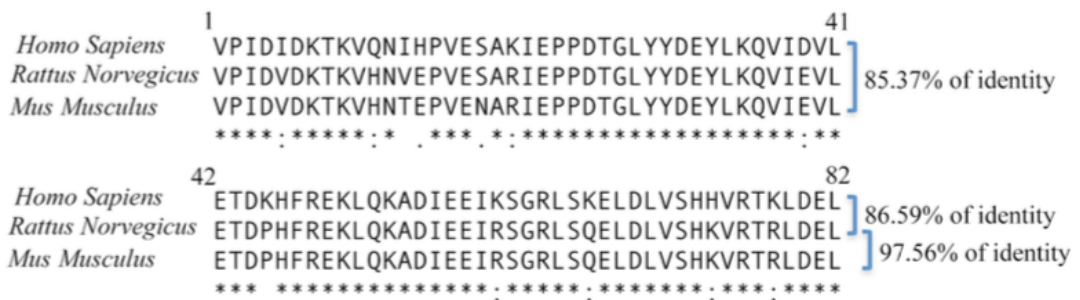 1 41
Homo Sapiens VPIDIDKTKVQNIHPVESAKIEPPDTGLYYDEYLKQVIDVL
Rattus Norvegicus VPIDVDKTKVHNVEPVESARIEPPDTGLYYDEYLKQVIEVL 85.37% of identity
Mus Musculus VPIDVDKTKVHNTEPVENARIEPPDTGLYYDEYLKQVIEVL
****:*****:* .***.*:******************:**
42 82
Homo Sapiens ETDKHFREKLQKADIEEIKSGRLSKELDLVSHHVRTKLDEL 86.59% of identity
Rattus Norvegicus ETDPHFREKLQKADIEEIRSGRLSQELDLVSHKVRTRLDEL
Mus Musculus ETDPHFREKLQKADIEEIRSGRLSQELDLVSHKVRTRLDEL 97.56% of identity
*** **************:*****:*******:***:****